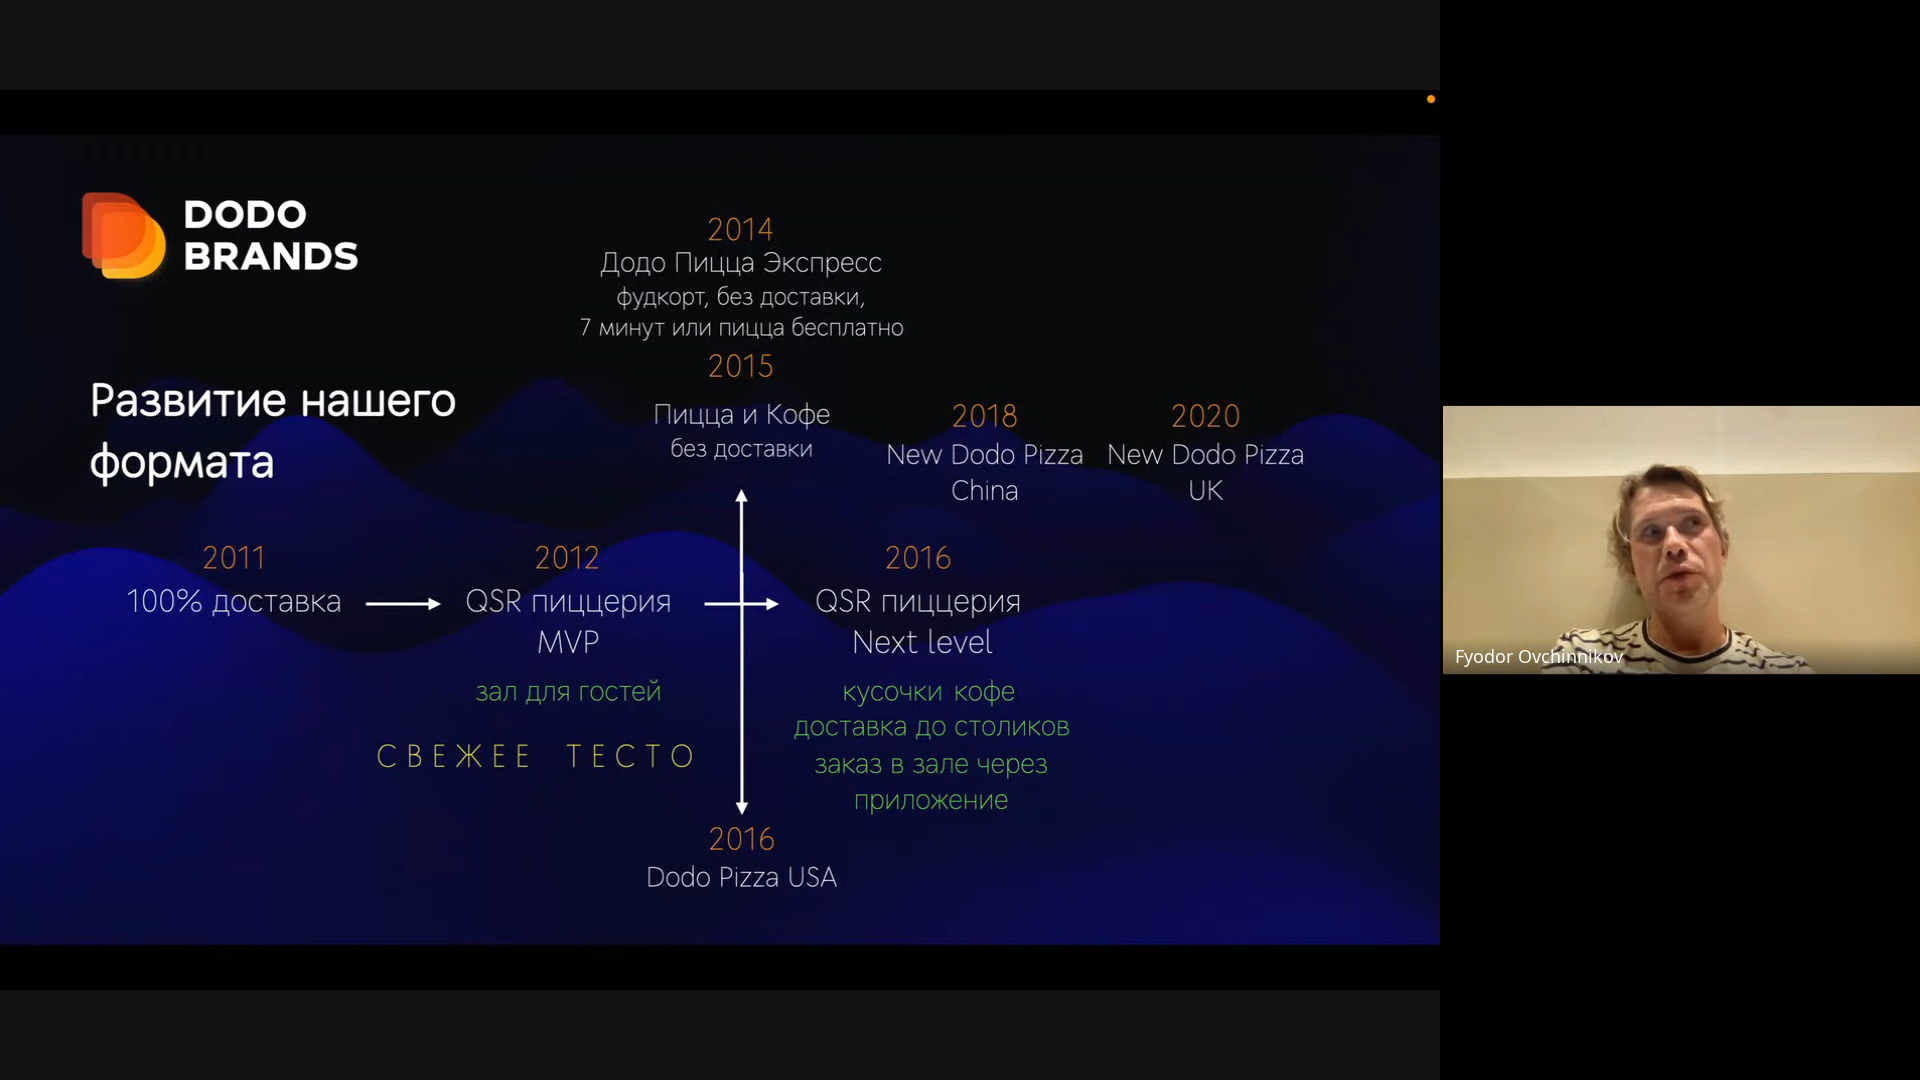 DODO
BRANDS
Развитие нашего
формата
2014
Додо Пицца Экспресс
фудкорт, без доставки,
7 минут или пицца бесплатно
2015
Пицца и Кофе
без доставки
2018
New Dodo Pizza
China
2020
New Dodo Pizza
UK
2011
100% доставка
2012
QSR пиццерия
MVP
зал для гостей
2016
QSR пиццерия
Next level
кусочки кофе
доставка до столиков
заказ в зале через
приложение
СВЕЖЕЕ ТЕСТО
2016
Dodo Pizza USA
Fyodor Ovchinnikov